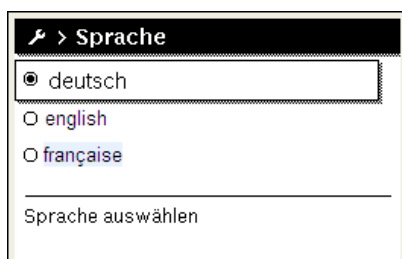 > Sprache
deutsch
english
française
Sprache auswählen